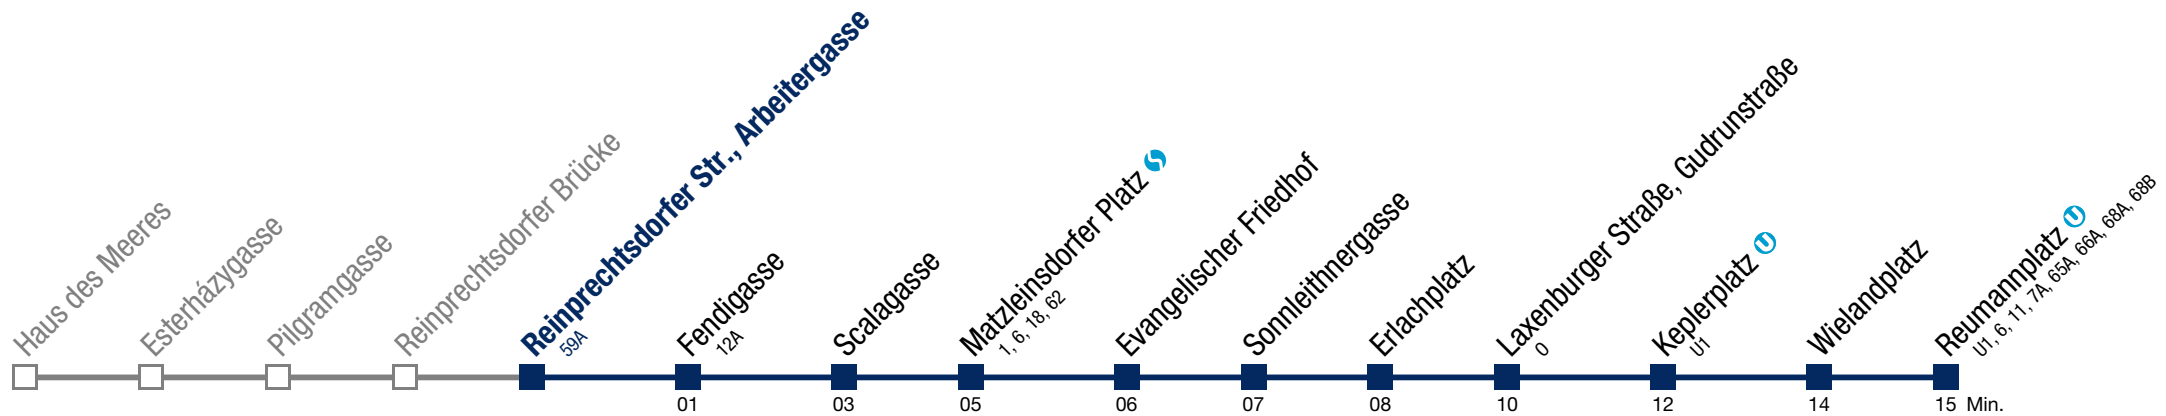 Haus des Meeres
Esterházygasse
Pilgramgasse
Reinprechtsdorfer Brücke
Reinprechtsdorfer Str., Arbeitergasse
59A
Fendigasse
12A
Scalagasse
Matzleinsdorfer Platz
1, 6, 18, 62
Evangelischer Friedhof
Sonnleithnergasse
Erlachplatz
Laxenburger Straße, Gudrunstraße
O
Keplerplatz U
U1
Wielandplatz
Reumannplatz U
U1, 6, 11, 7A, 65A, 66A, 68A, 68B
01 03 05 06 07 08 10 12 14 15 Min.